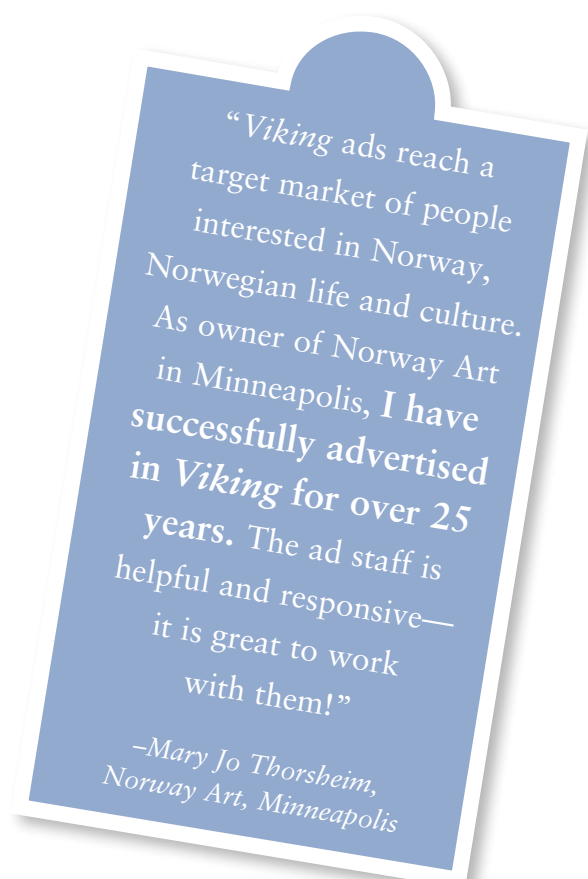 “Viking ads reach a
target market of people
interested in Norway,
Norwegian life and culture.
As owner of Norway Art
in Minneapolis, I have
successfully advertised
in Viking for over 25
years. The ad staff is
helpful and responsive—
it is great to work
with them!”
–Mary Jo Thorsheim,
Norway Art, Minneapolis